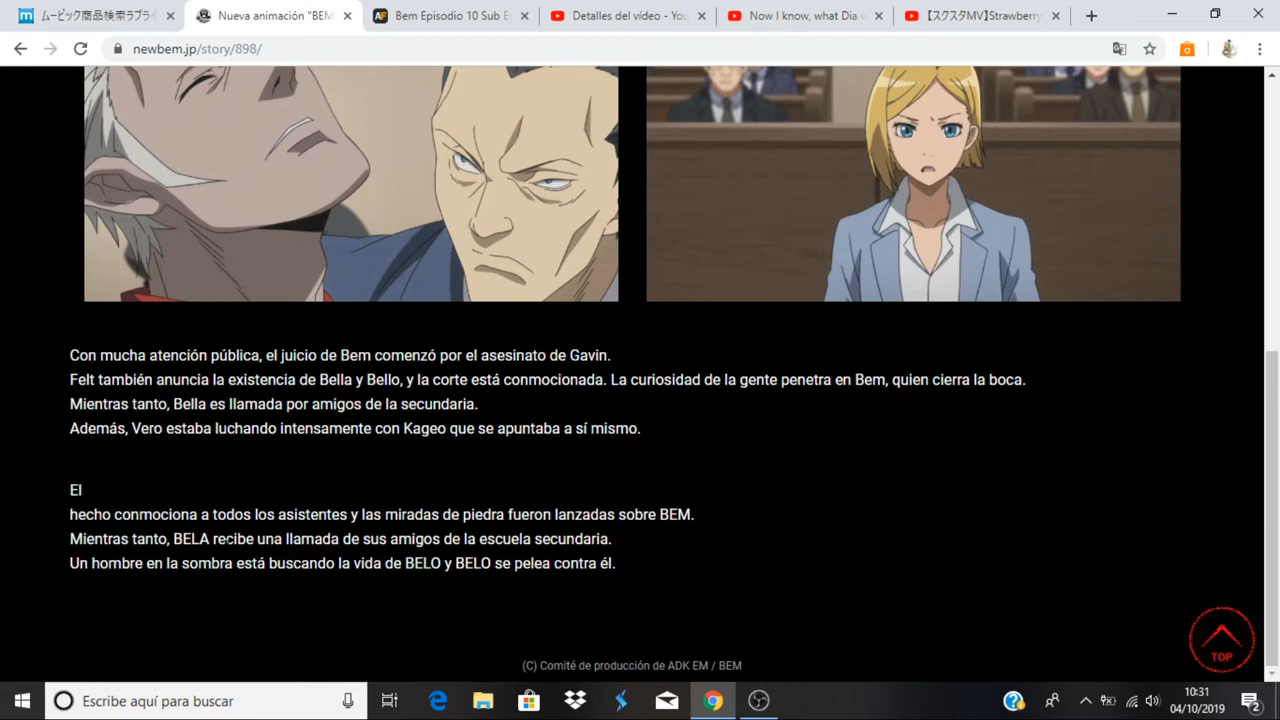 ムービック商品検索ラブライ
Nueva animación "BEM
Bem Episodio 10 Sub Es
Detalles del vídeo - You
Now I know, what Dia w
【スクスタMV】Strawberry
newbem.jp/story/898/
Con mucha atención pública, el juicio de Bem comenzó por el asesinato de Gavin.
Felt también anuncia la existencia de Bella y Bello, y la corte está conmocionada. La curiosidad de la gente penetra en Bem, quien cierra la boca.
Mientras tanto, Bella es llamada por amigos de la secundaria.
Además, Vero estaba luchando intensamente con Kageo que se apuntaba a sí mismo.
El
hecho conmociona a todos los asistentes y las miradas de piedra fueron lanzadas sobre BEM.
Mientras tanto, BELA recibe una llamada de sus amigos de la escuela secundaria.
Un hombre en la sombra está buscando la vida de BELO y BELO se pelea contra él.
TOP
(C) Comité de producción de ADK EM / BEM
Escribe aquí para buscar
10:31
04/10/2019
2